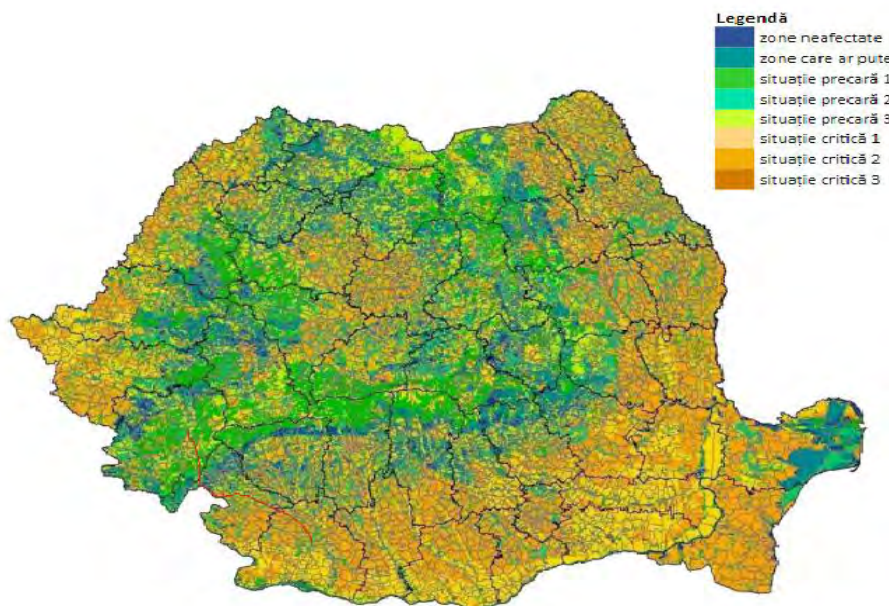 Legendă
zone neafectate
zone care ar pute
situație precară 1
situație precară 2
situație precară 3
situație critică 1
situație critică 2
situație critică 3